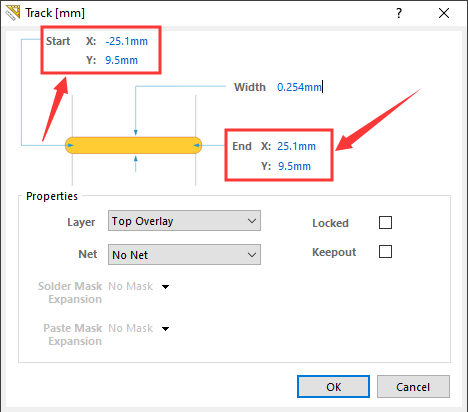 Track [mm]
Start X: -25.1mm
Y: 9.5mm
Width 0.254mm
End X: 25.1mm
Y: 9.5mm
Properties
Layer Top Overlay Locked
Net No Net Keepout
Solder Mask No Mask
Expansion
Paste Mask No Mask
Expansion
OK Cancel